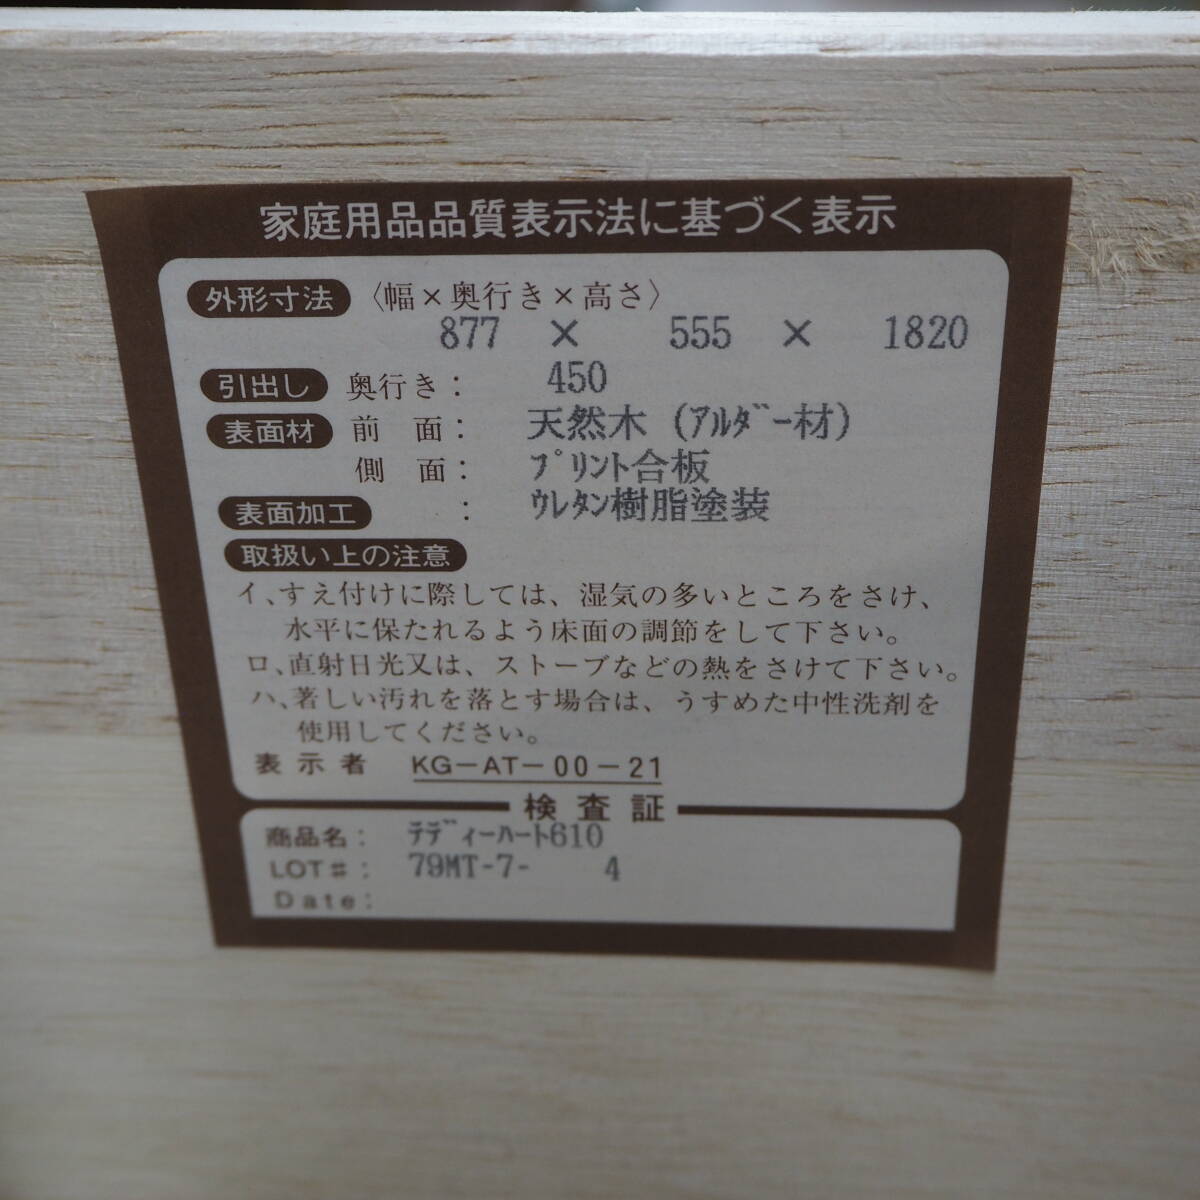 家庭用品品質表示法に基づく表示
外形寸法 〈幅×奥行き×高さ〉
877 × 555 × 1820
引出し 奥行き: 450
表面材 前 面: 天然木 (ｱﾙﾀﾞｰ材)
側 面: ﾌﾟﾘﾝﾄ合板
表面加工 : ｳﾚﾀﾝ樹脂塗装
取扱い上の注意
イ、すえ付けに際しては、湿気の多いところをさけ、
水平に保たれるよう床面の調節をして下さい。
ロ、直射日光又は、ストーブなどの熱をさけて下さい。
ハ、著しい汚れを落とす場合は、うすめた中性洗剤を
使用してください。
表示者 KG-AT-00-21
検査証
商品名: ﾃﾃﾞｨｰﾊｰﾄ610
LOT#: 79MT-7- 4
Date: